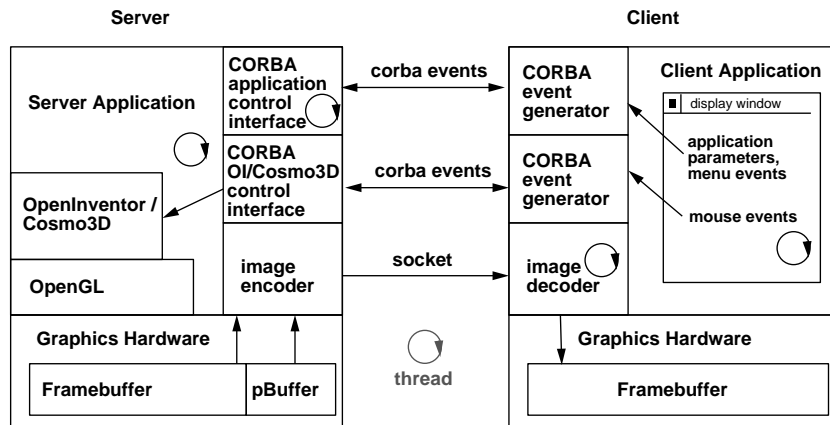 Server
Client
CORBA
application
control
interface
corba events
CORBA
event
generator
Client Application
Server Application
display window
application
parameters,
menu events
CORBA
OI/Cosmo3D
control
interface
corba events
CORBA
event
generator
OpenInventor /
Cosmo3D
mouse events
OpenGL
image
encoder
socket
image
decoder
Graphics Hardware
Graphics Hardware
Framebuffer
pBuffer
thread
Framebuffer